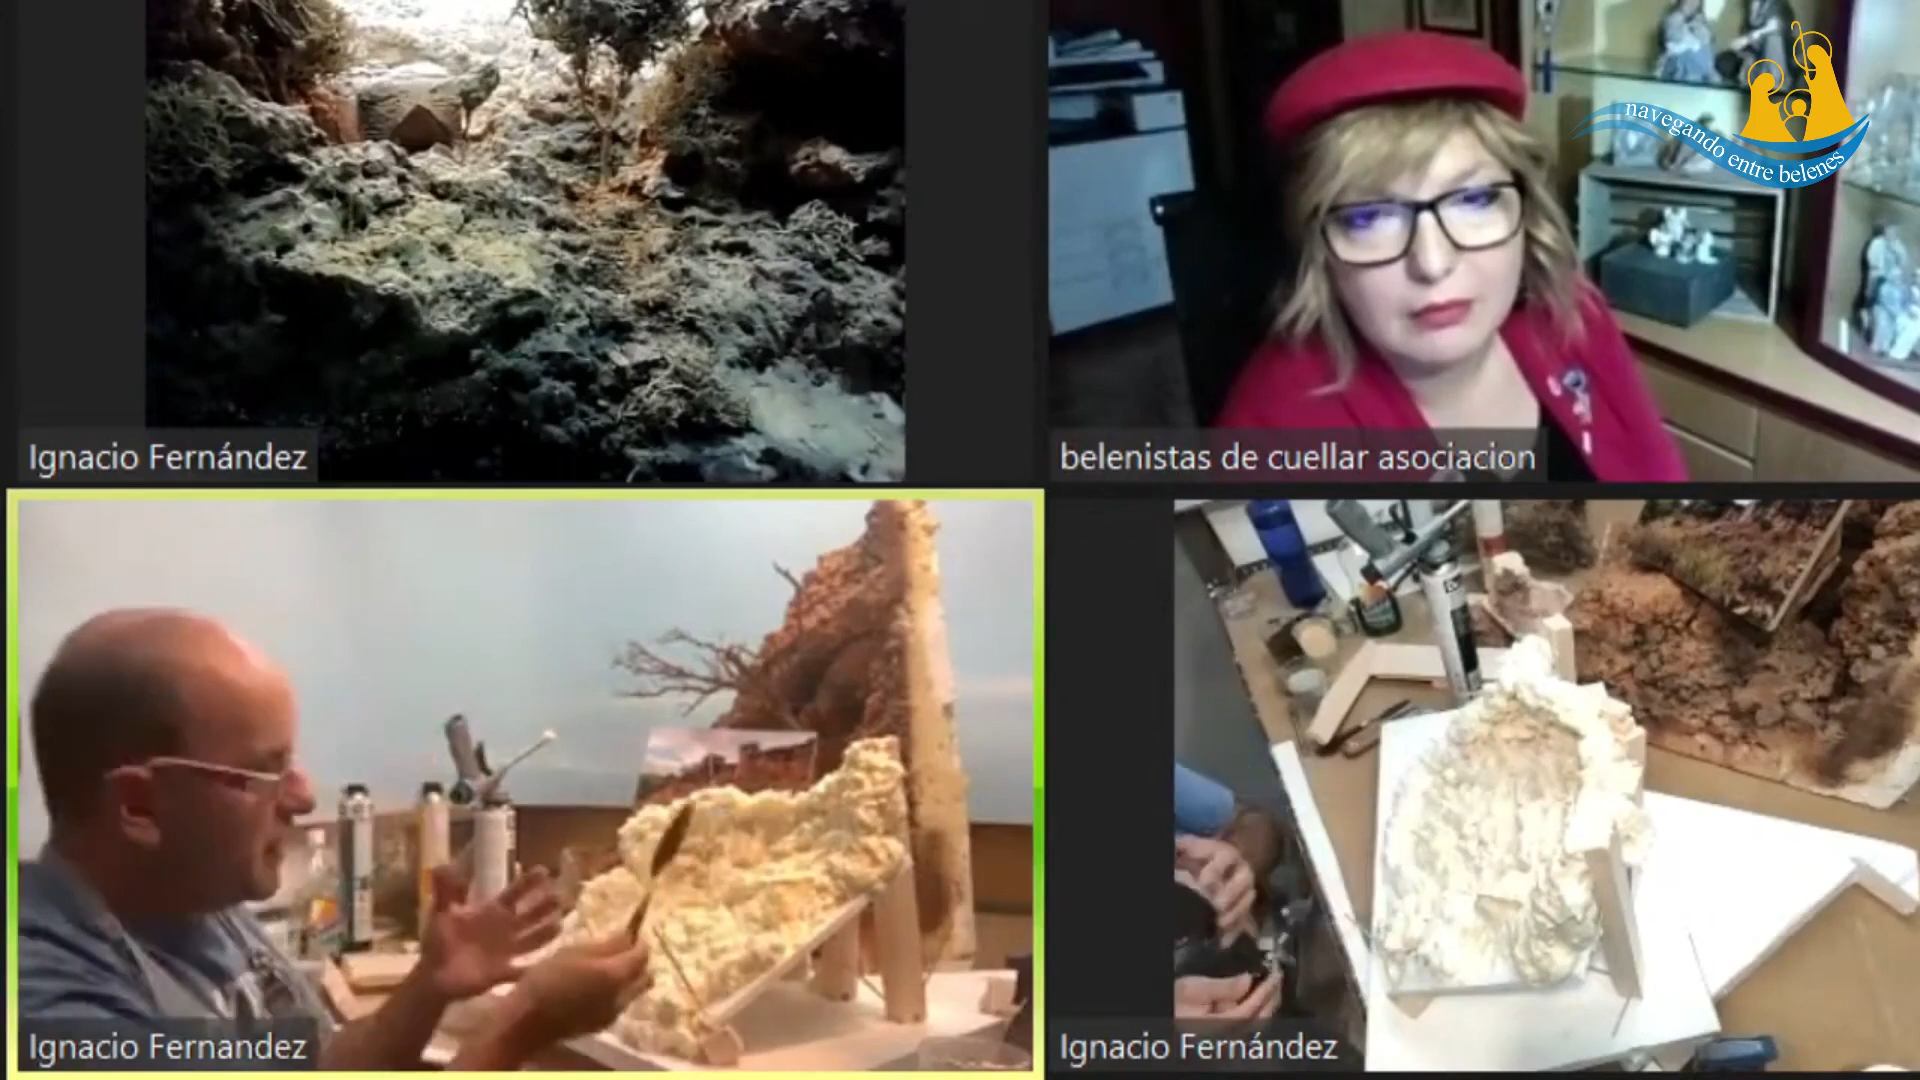 navegando entre belenes
Ignacio Fernández
belenistas de cuellar asociacion
Ignacio Fernandez
Ignacio Fernández